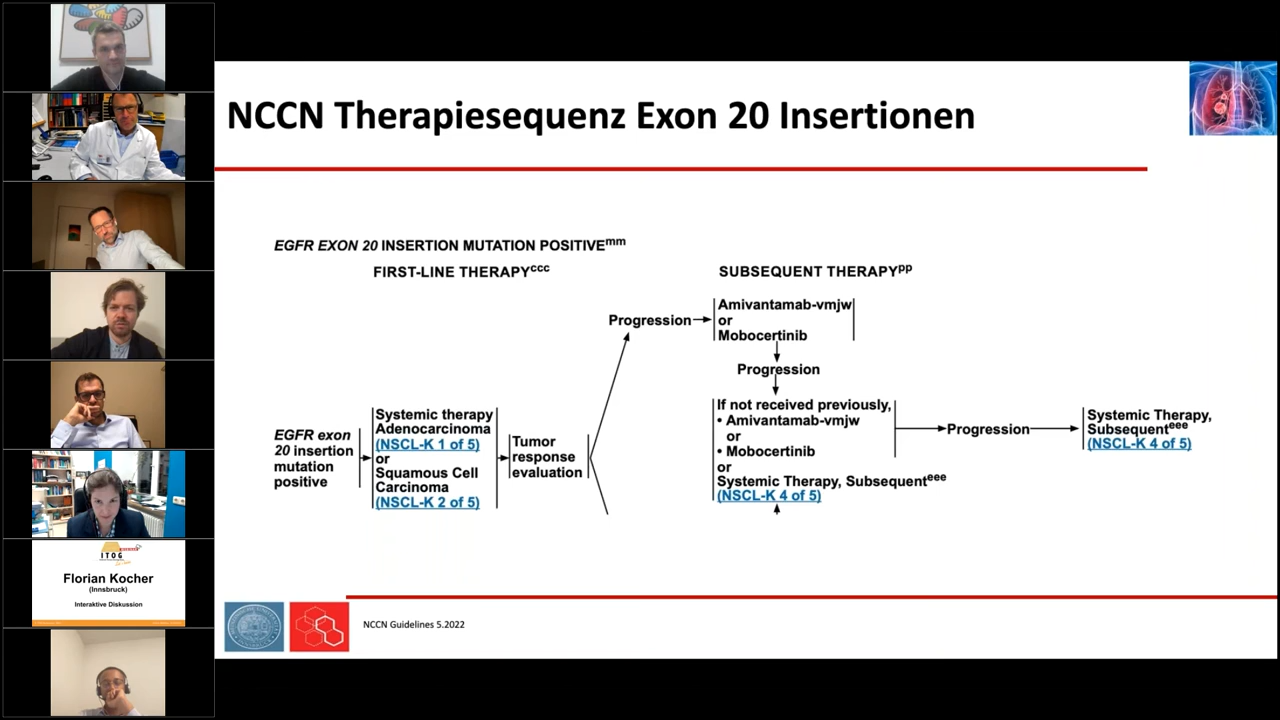 NCCN Therapiesequenz Exon 20 Insertionen
EGFR EXON 20 INSERTION MUTATION POSITIVEmm
FIRST-LINE THERAPYccc
SUBSEQUENT THERAPYpp
EGFR exon
20 insertion
mutation
positive
Systemic therapy
Adenocarcinoma
(NSCL-K 1 of 5)
or
Squamous Cell
Carcinoma
(NSCL-K 2 of 5)
Tumor
response
evaluation
Progression
Amivantamab-vmjw
or
Mobocertinib
Progression
If not received previously,
• Amivantamab-vmjw
or
• Mobocertinib
or
Systemic Therapy, Subsequenteee
(NSCL-K 4 of 5)
Progression
Systemic Therapy,
Subsequenteee
(NSCL-K 4 of 5)
NCCN Guidelines 5.2022
ITOG
Florian Kocher
(Innsbruck)
Interaktive Diskussion